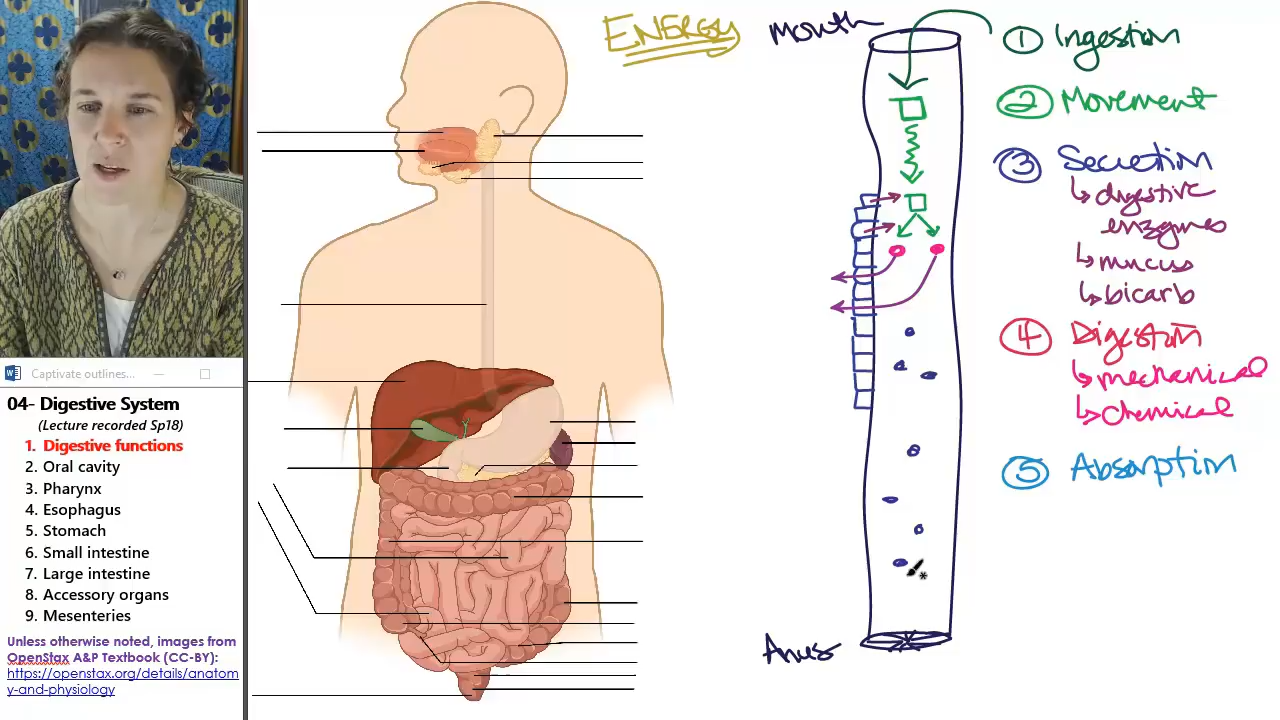 ENERGY
Mouth
Anus
① Ingestion
② Movement
③ Secretion
↳ digestive
enzymes
↳ mucus
↳ bicarb
④ Digestion
↳ mechanical
↳ chemical
⑤ Absorption
Captivate outlines...
04- Digestive System
(Lecture recorded Sp18)
1. Digestive functions
2. Oral cavity
3. Pharynx
4. Esophagus
5. Stomach
6. Small intestine
7. Large intestine
8. Accessory organs
9. Mesenteries
Unless otherwise noted, images from
OpenStax A&P Textbook (CC-BY):
https://openstax.org/details/anatom
y-and-physiology